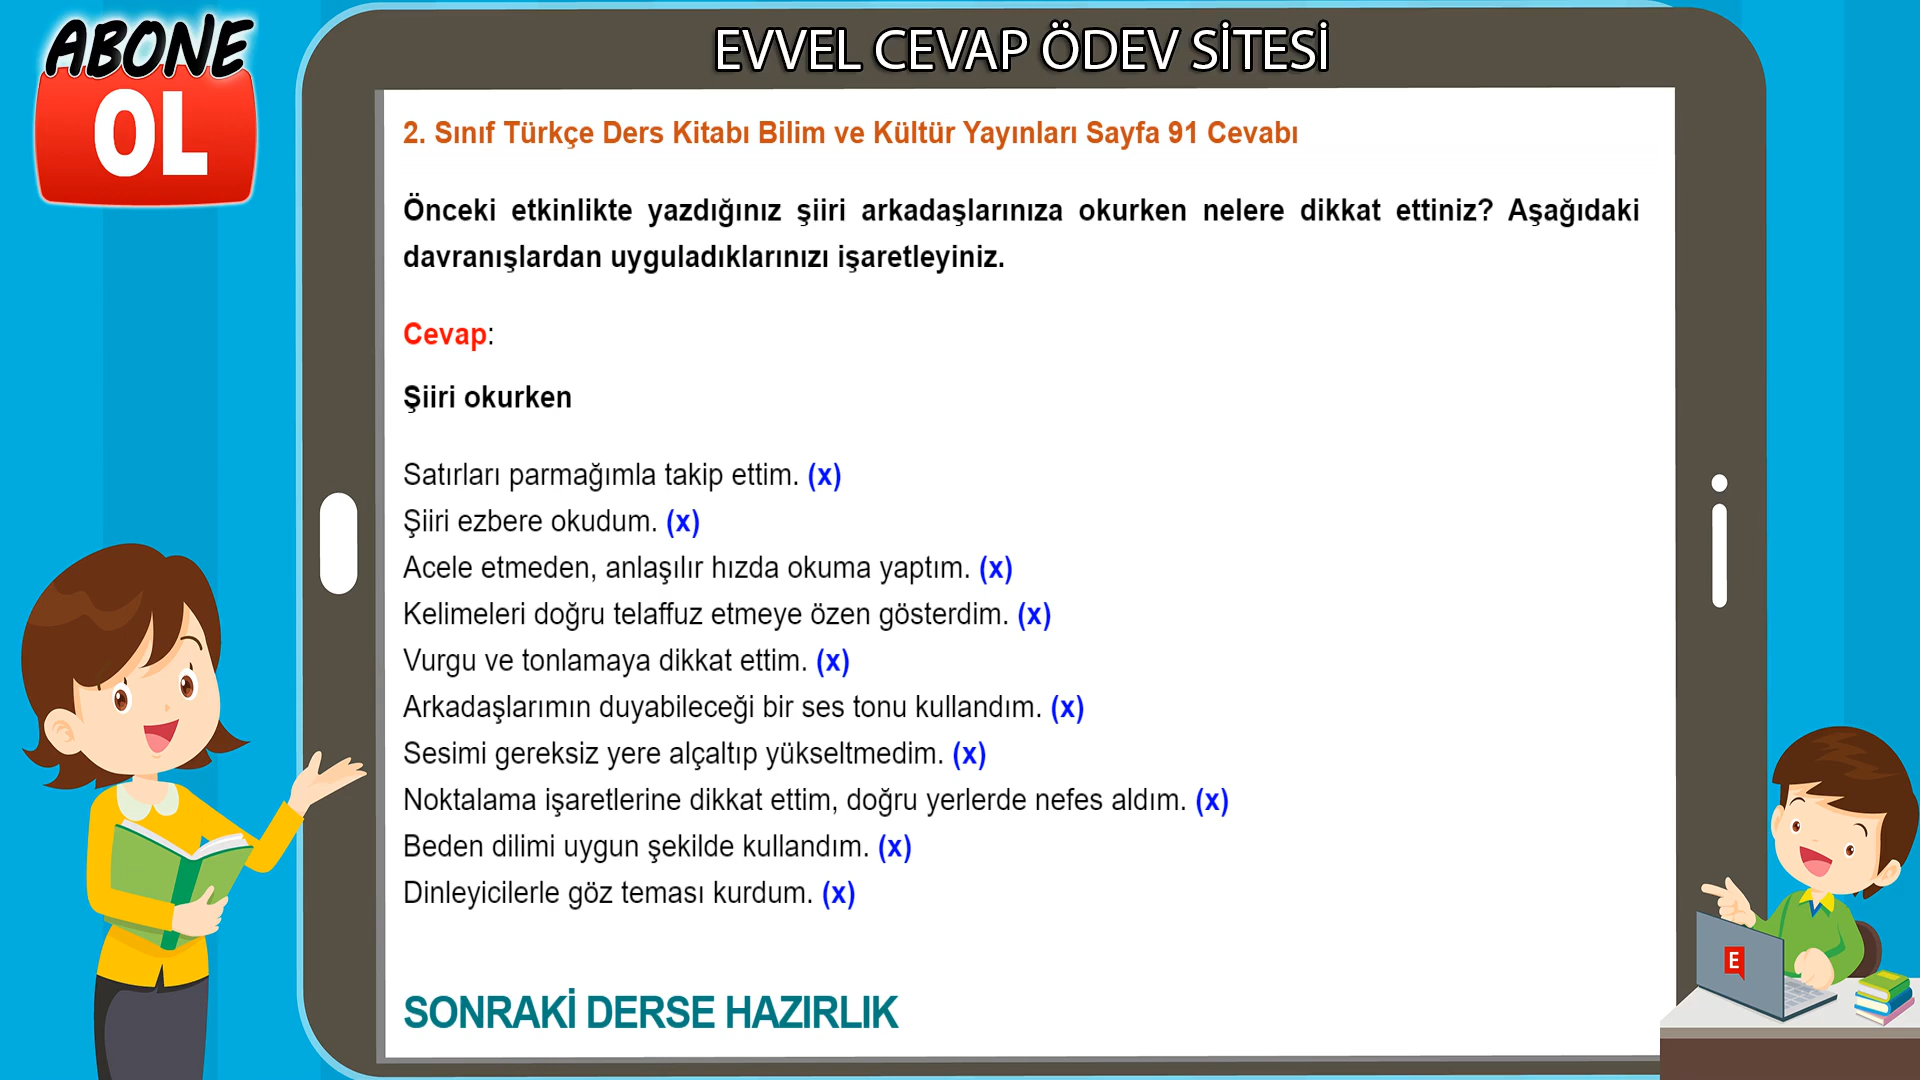 ABONE
OL
EVVEL CEVAP ÖDEV SİTESİ
2. Sınıf Türkçe Ders Kitabı Bilim ve Kültür Yayınları Sayfa 91 Cevabı
Önceki etkinlikte yazdığınız şiiri arkadaşlarınıza okurken nelere dikkat ettiniz? Aşağıdaki
davranışlardan uyguladıklarınızı işaretleyiniz.
Cevap:
Şiiri okurken
Satırları parmağımla takip ettim. (x)
Şiiri ezbere okudum. (x)
Acele etmeden, anlaşılır hızda okuma yaptım. (x)
Kelimeleri doğru telaffuz etmeye özen gösterdim. (x)
Vurgu ve tonlamaya dikkat ettim. (x)
Arkadaşlarımın duyabileceği bir ses tonu kullandım. (x)
Sesimi gereksiz yere alçaltıp yükseltmedim. (x)
Noktalama işaretlerine dikkat ettim, doğru yerlerde nefes aldım. (x)
Beden dilimi uygun şekilde kullandım. (x)
Dinleyicilerle göz teması kurdum. (x)
E
SONRAKİ DERSE HAZIRLIK